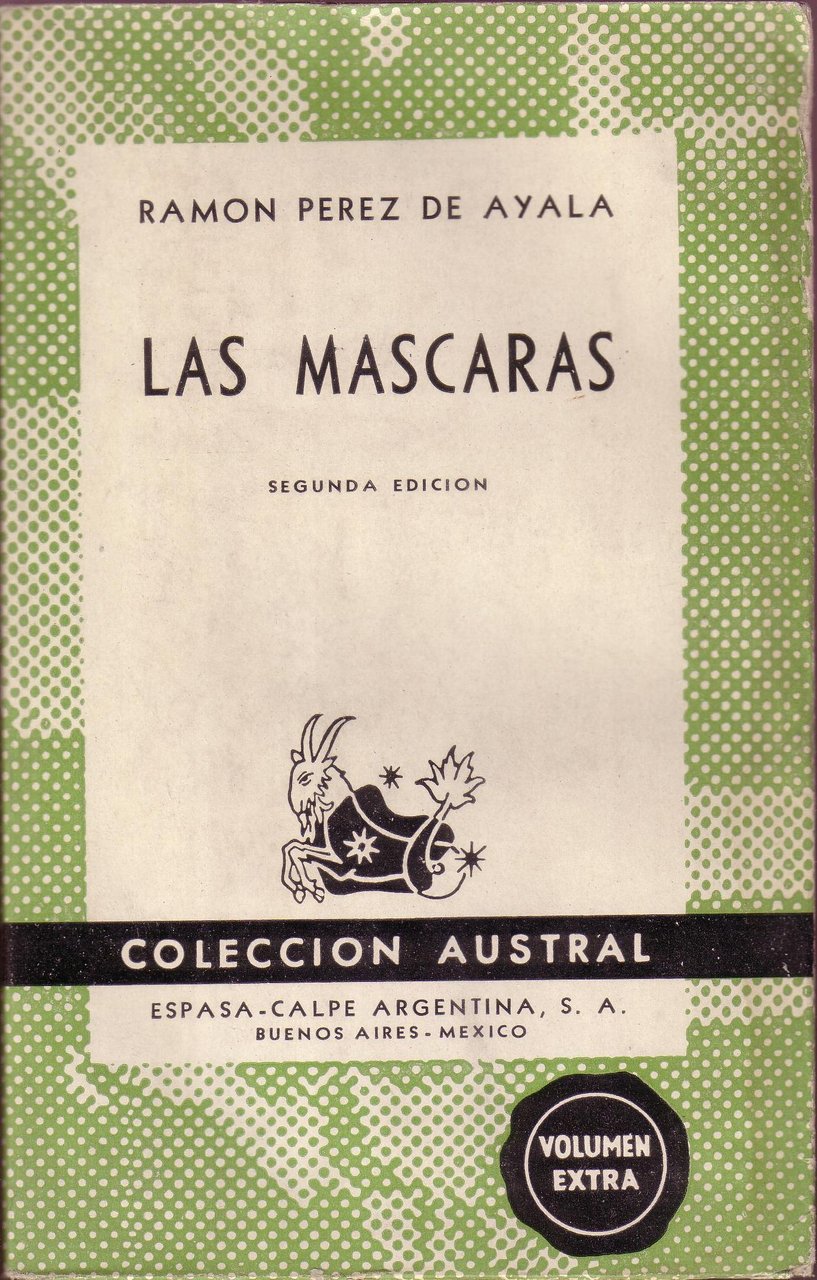 RAMON PEREZ DE AYALA
LAS MASCARAS
SEGUNDA EDICION
COLECCION AUSTRAL
ESPASA-CALPE ARGENTINA, S. A.
BUENOS AIRES - MEXICO
VOLUMEN
EXTRA